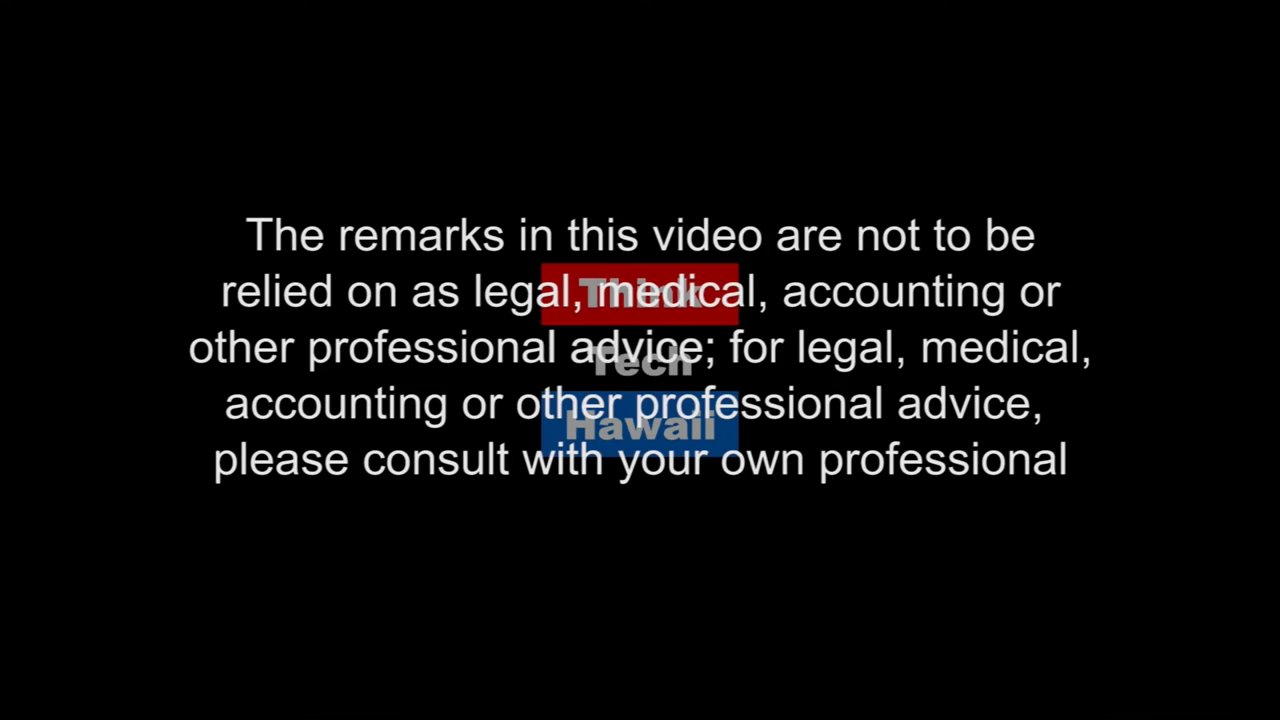 The remarks in this video are not to be
relied on as legal, medical, accounting or
other professional advice; for legal, medical,
accounting or other professional advice,
please consult with your own professional
Think
Tech
Hawaii